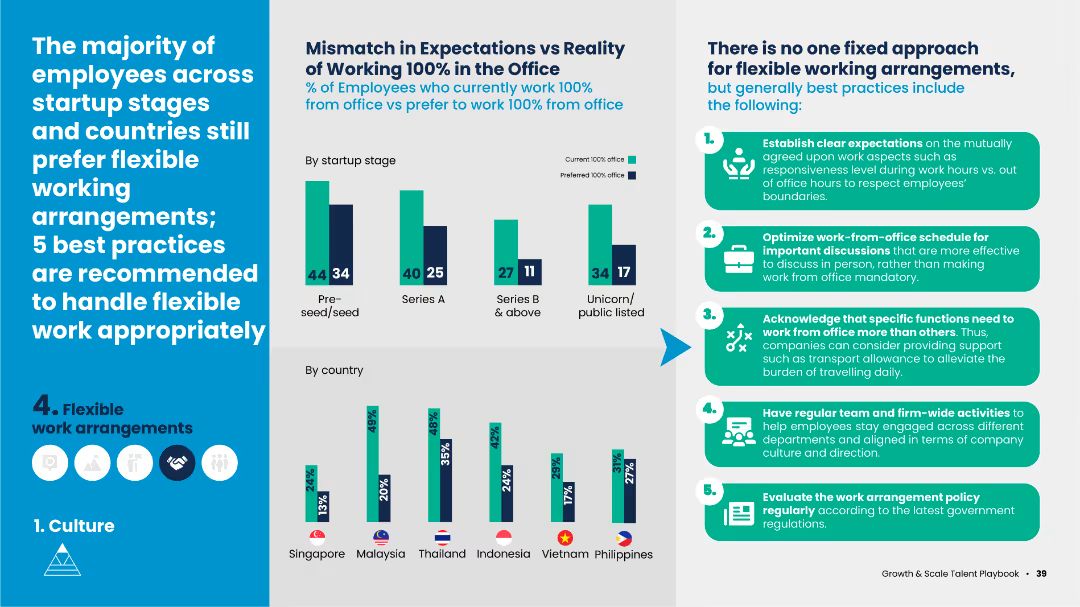 The majority of
employees across
startup stages
and countries still
prefer flexible
working
arrangements;
5 best practices
are recommended
to handle flexible
work appropriately
4. Flexible
work arrangements
1. Culture
Mismatch in Expectations vs Reality
of Working 100% in the Office
% of Employees who currently work 100%
from office vs prefer to work 100% from office
By startup stage
Current 100% office
Preferred 100% office
44 34
40 25
27 11
34 17
Pre-
seed/seed
Series A
Series B
& above
Unicorn/
public listed
By country
24% 13%
49% 20%
48% 35%
42% 24%
29% 17%
31% 27%
Singapore Malaysia Thailand Indonesia Vietnam Philippines
There is no one fixed approach
for flexible working arrangements,
but generally best practices include
the following:
1.
Establish clear expectations on the mutually
agreed upon work aspects such as
responsiveness level during work hours vs. out
of office hours to respect employees'
boundaries.
2.
Optimize work-from-office schedule for
important discussions that are more effective
to discuss in person, rather than making
work from office mandatory.
3.
Acknowledge that specific functions need to
work from office more than others. Thus,
companies can consider providing support
such as transport allowance to alleviate the
burden of travelling daily.
4.
Have regular team and firm-wide activities to
help employees stay engaged across different
departments and aligned in terms of company
culture and direction.
5.
Evaluate the work arrangement policy
regularly according to the latest government
regulations.
Growth & Scale Talent Playbook • 39